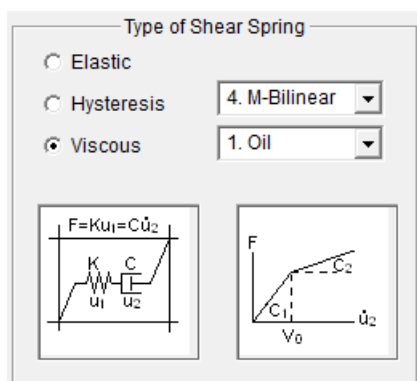 Type of Shear Spring
Elastic
Hysteresis
4. M-Bilinear
Viscous
1. Oil
F=Ku₁=Cu̇₂
K
C
u₁
u₂
F
C₂
C₁
V₀
u̇₂